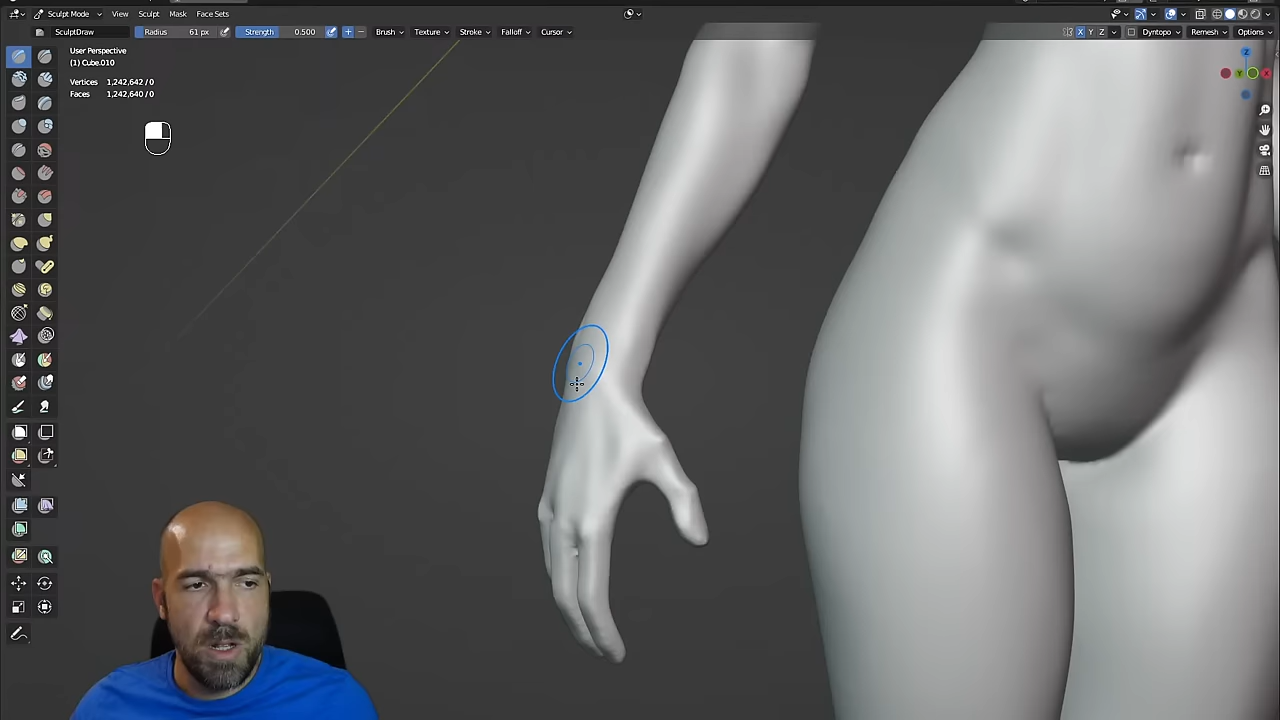 Sculpt Mode View Sculpt Mask Face Sets
SculptDraw Radius 61 px Strength 0.500 Brush Texture Stroke Falloff Cursor X Y Z Dyntopo Remesh Options
User Perspective
(1) Cube.010
Vertices 1,242,642 / 0
Faces 1,242,640 / 0
Z
Y X